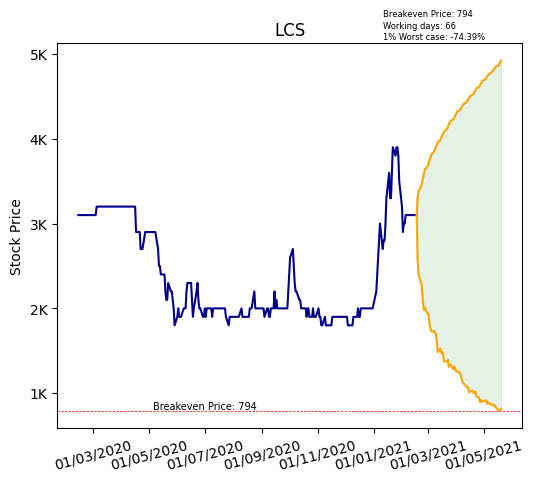 Breakeven Price: 794
Working days: 66
1% Worst case: -74.39%
LCS
Stock Price
5K
4K
3K
2K
1K
Breakeven Price: 794
01/03/2020 01/05/2020 01/07/2020 01/09/2020 01/11/2020 01/01/2021 01/03/2021 01/05/2021